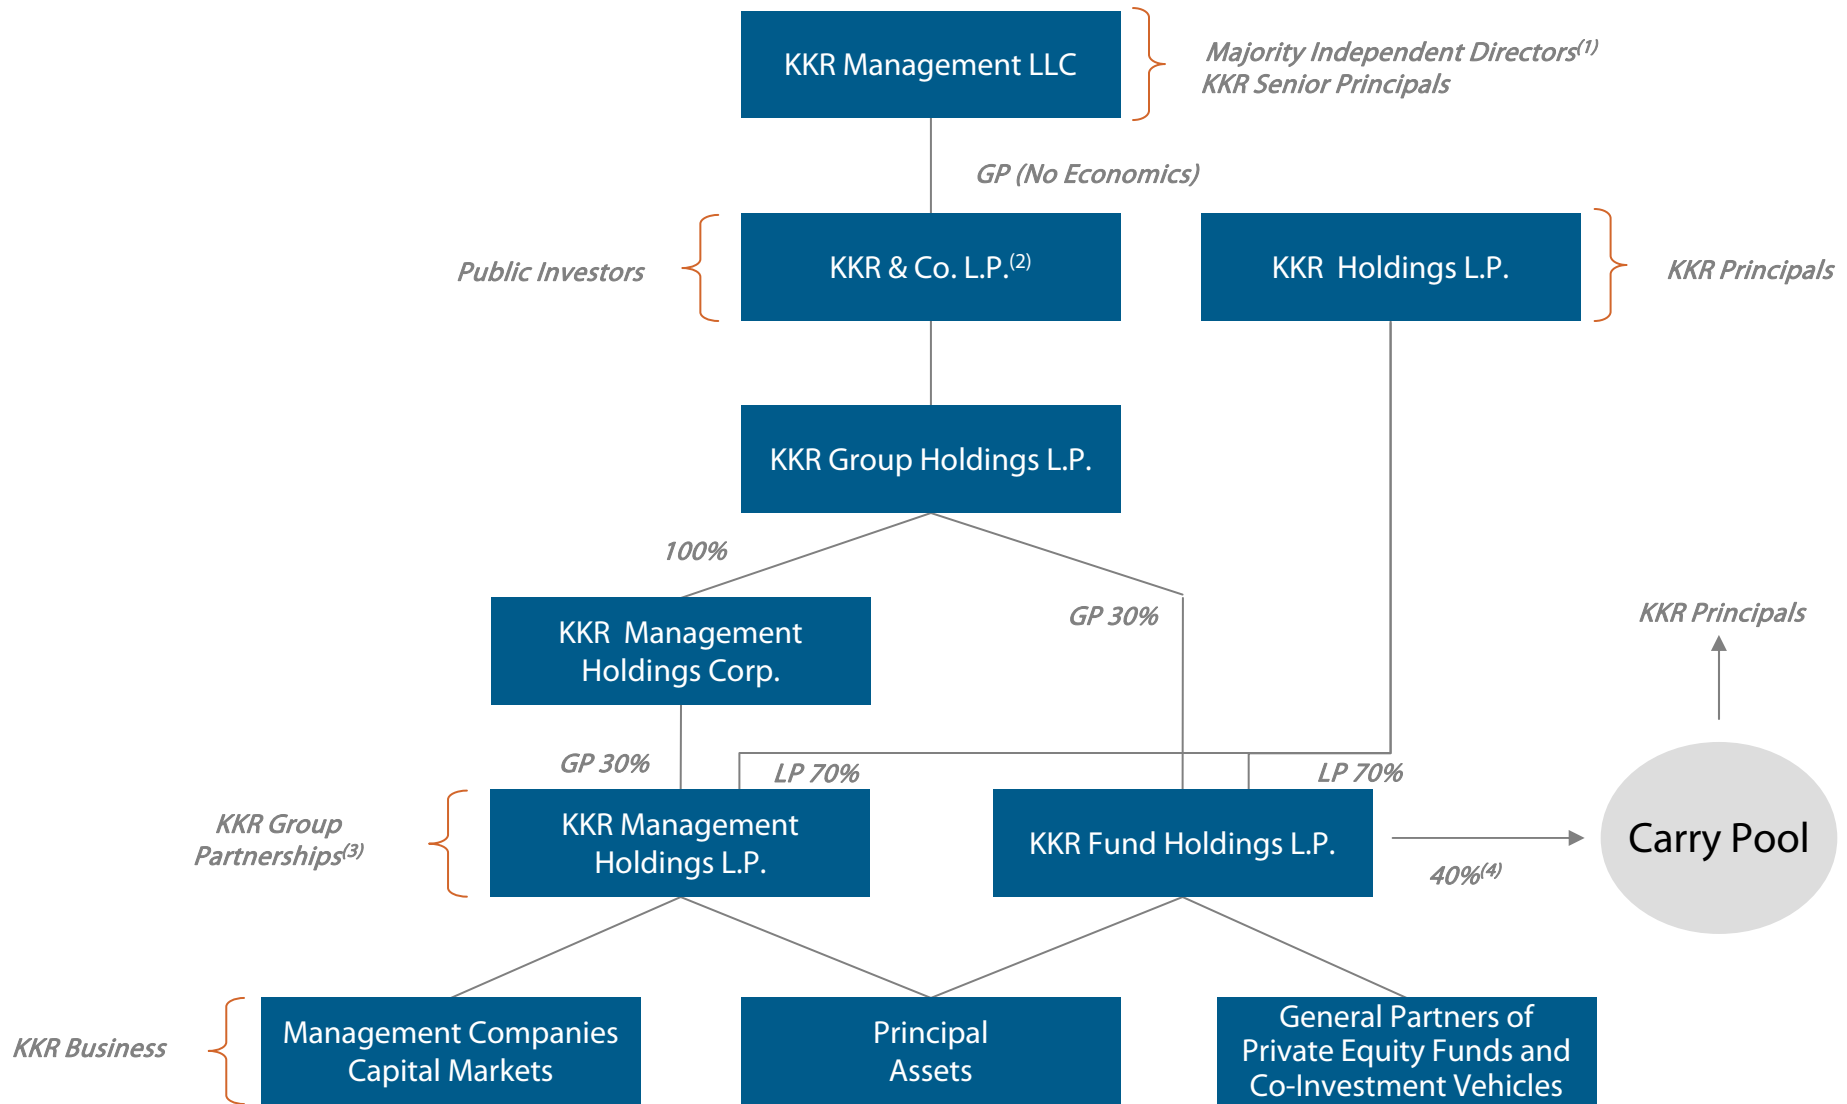 KKR Management LLC
Majority Independent Directors(1)
KKR Senior Principals
GP (No Economics)
Public Investors
KKR & Co. L.P.(2)
KKR Holdings L.P.
KKR Principals
KKR Group Holdings L.P.
100%
GP 30%
KKR Management
Holdings Corp.
KKR Principals
GP 30%
LP 70%
LP 70%
KKR Group
Partnerships(3)
KKR Management
Holdings L.P.
KKR Fund Holdings L.P.
40%(4)
Carry Pool
KKR Business
Management Companies
Capital Markets
Principal
Assets
General Partners of
Private Equity Funds and
Co-Investment Vehicles